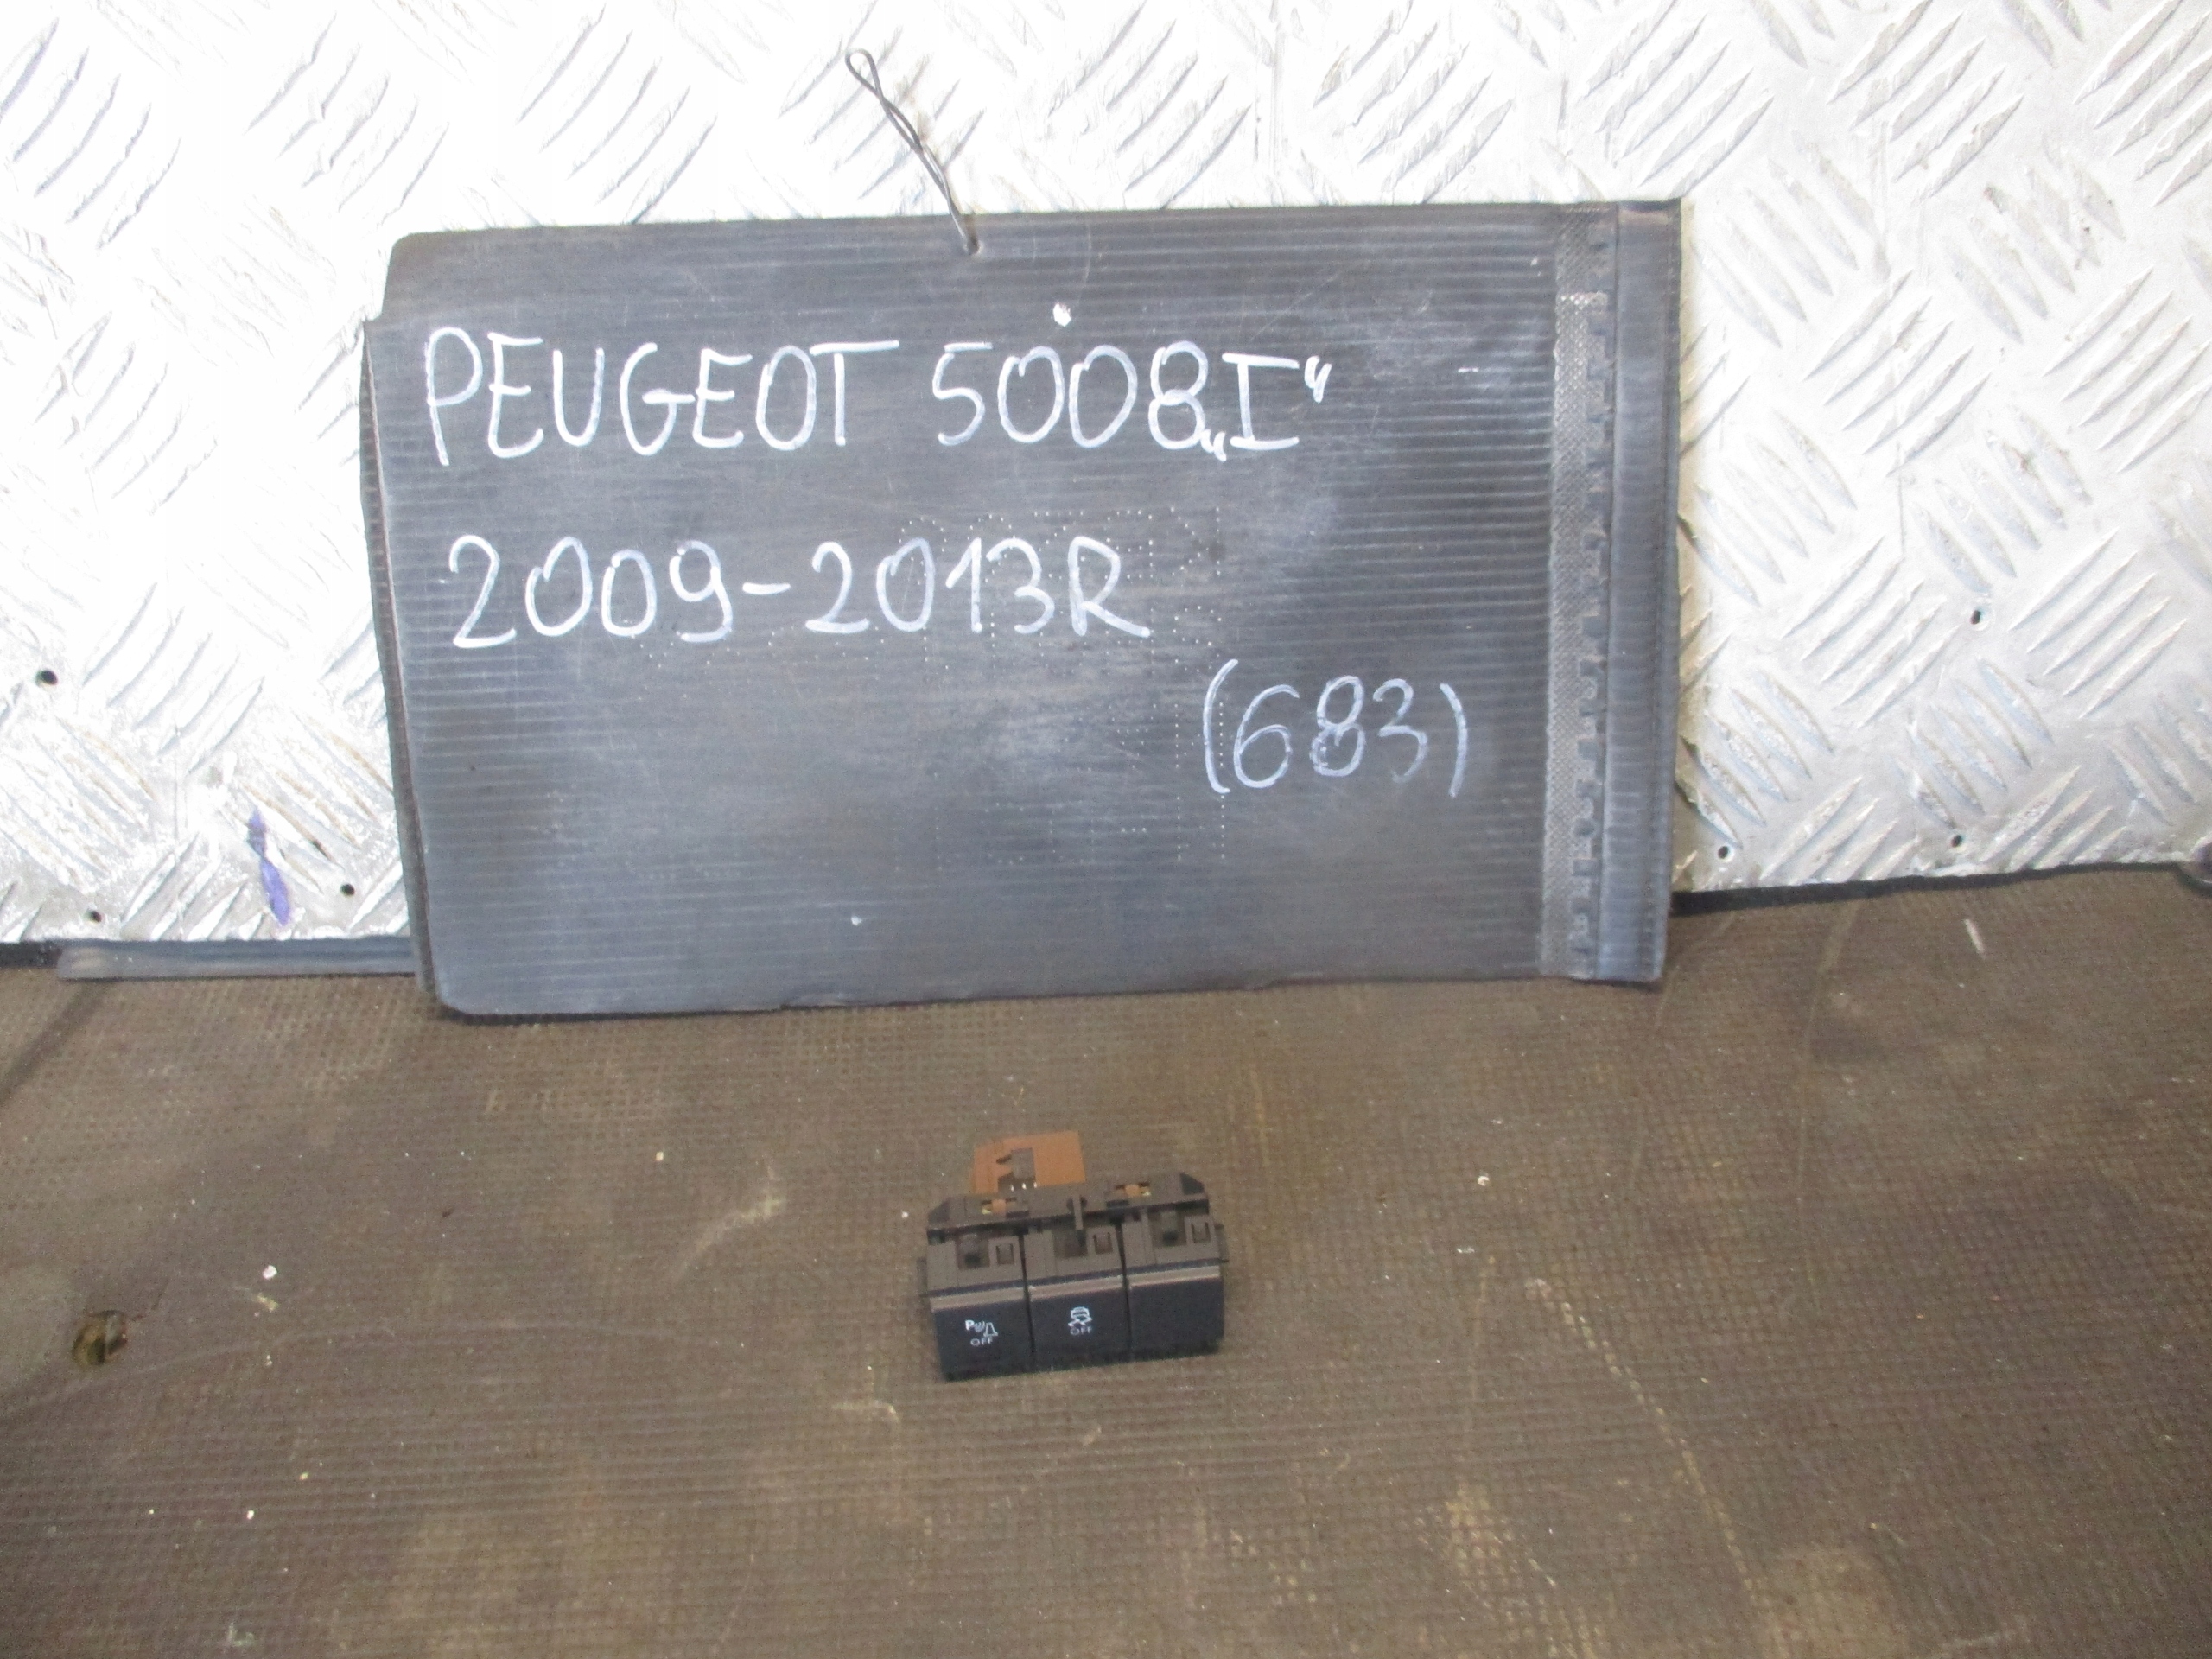 PEUGEOT 5008 „I"
2009-2013R
(683)
P
OFF
OFF